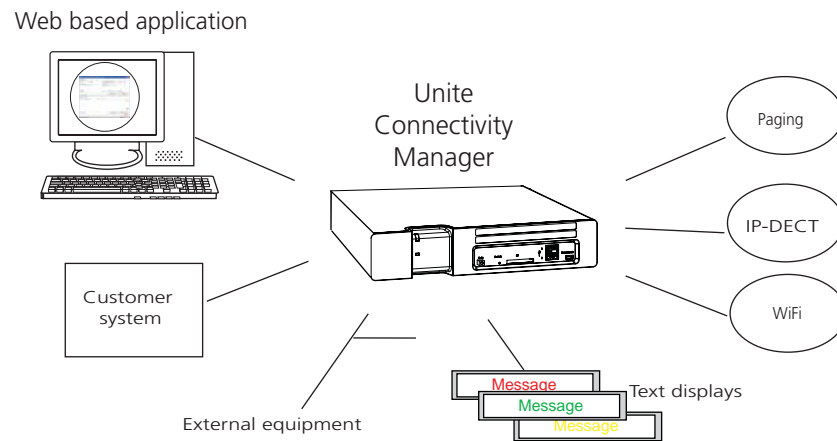 Web based application
Unite
Connectivity
Manager
Paging
IP-DECT
WiFi
Customer
system
External equipment
Message
Message
Message
Text displays